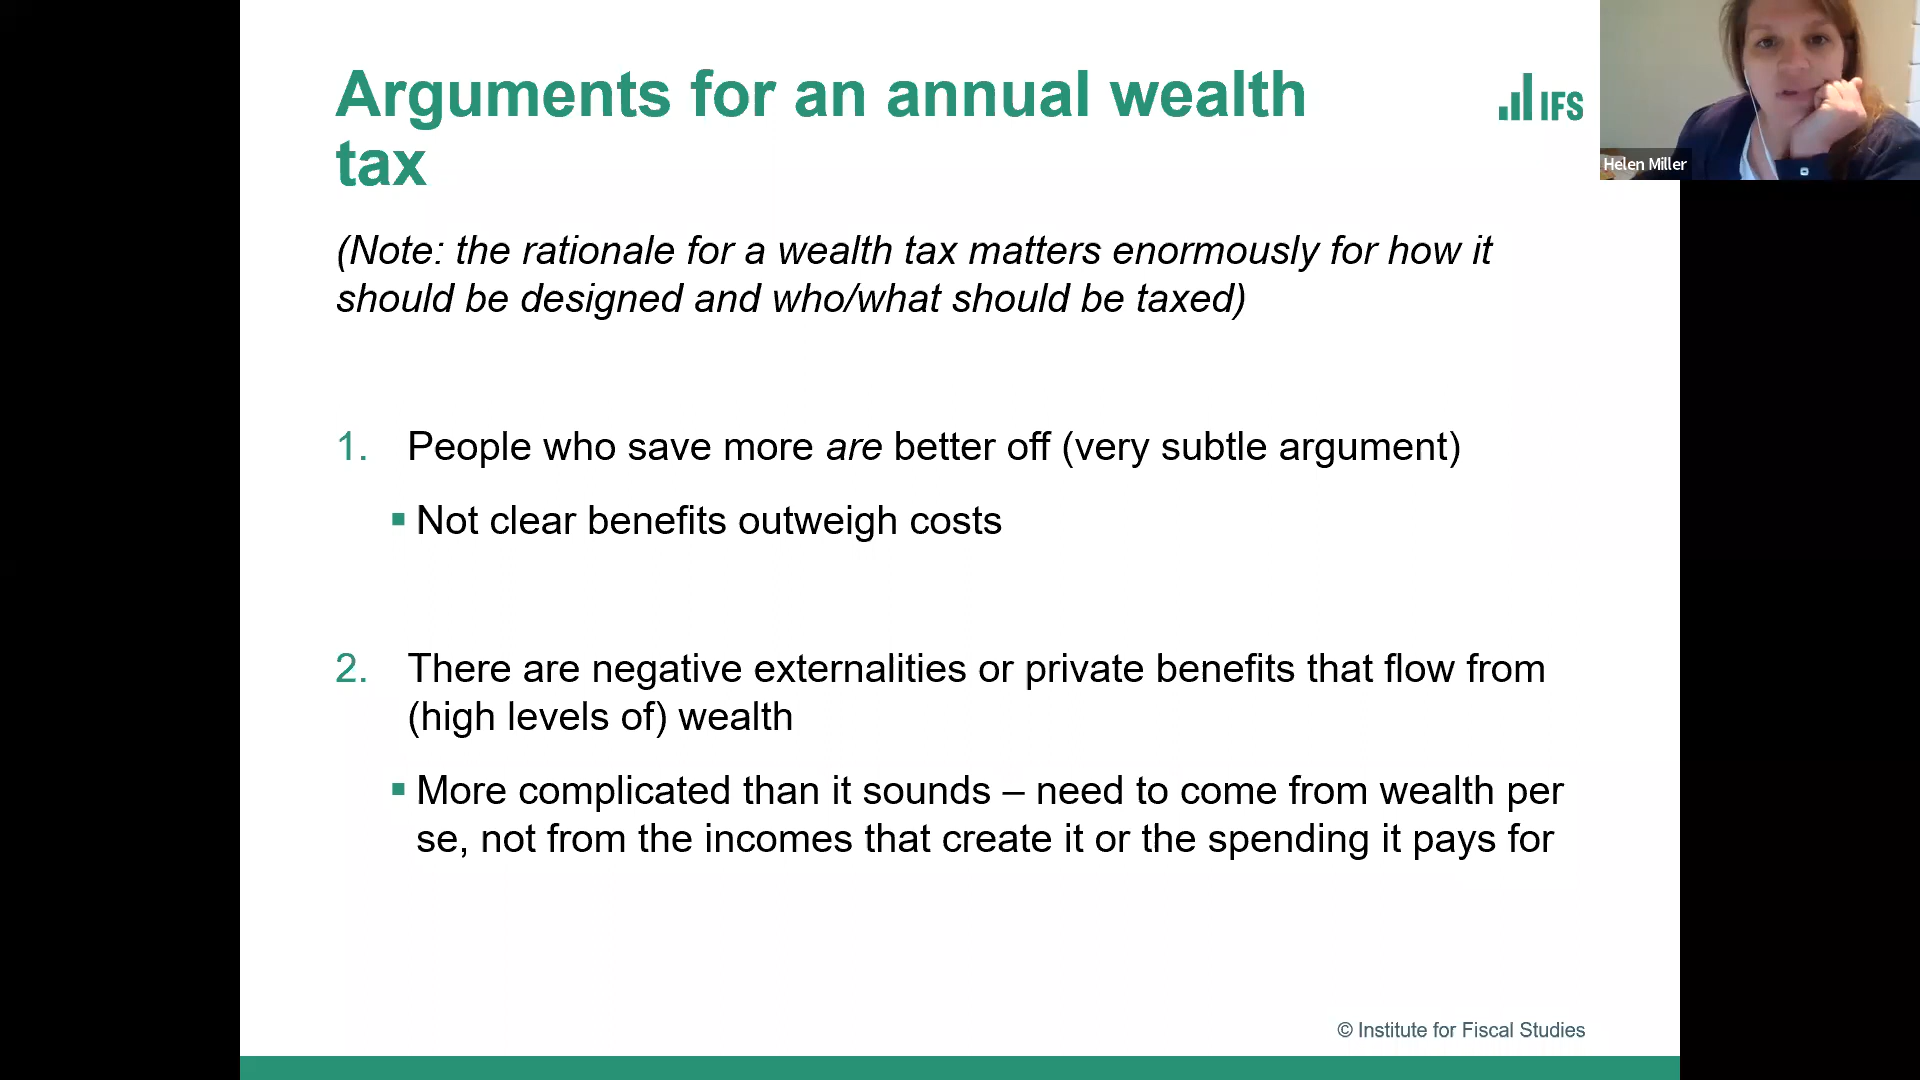 Arguments for an annual wealth
tax
IFS
Helen Miller
(Note: the rationale for a wealth tax matters enormously for how it
should be designed and who/what should be taxed)
1. People who save more are better off (very subtle argument)
▪ Not clear benefits outweigh costs
2. There are negative externalities or private benefits that flow from
(high levels of) wealth
▪ More complicated than it sounds – need to come from wealth per
se, not from the incomes that create it or the spending it pays for
© Institute for Fiscal Studies